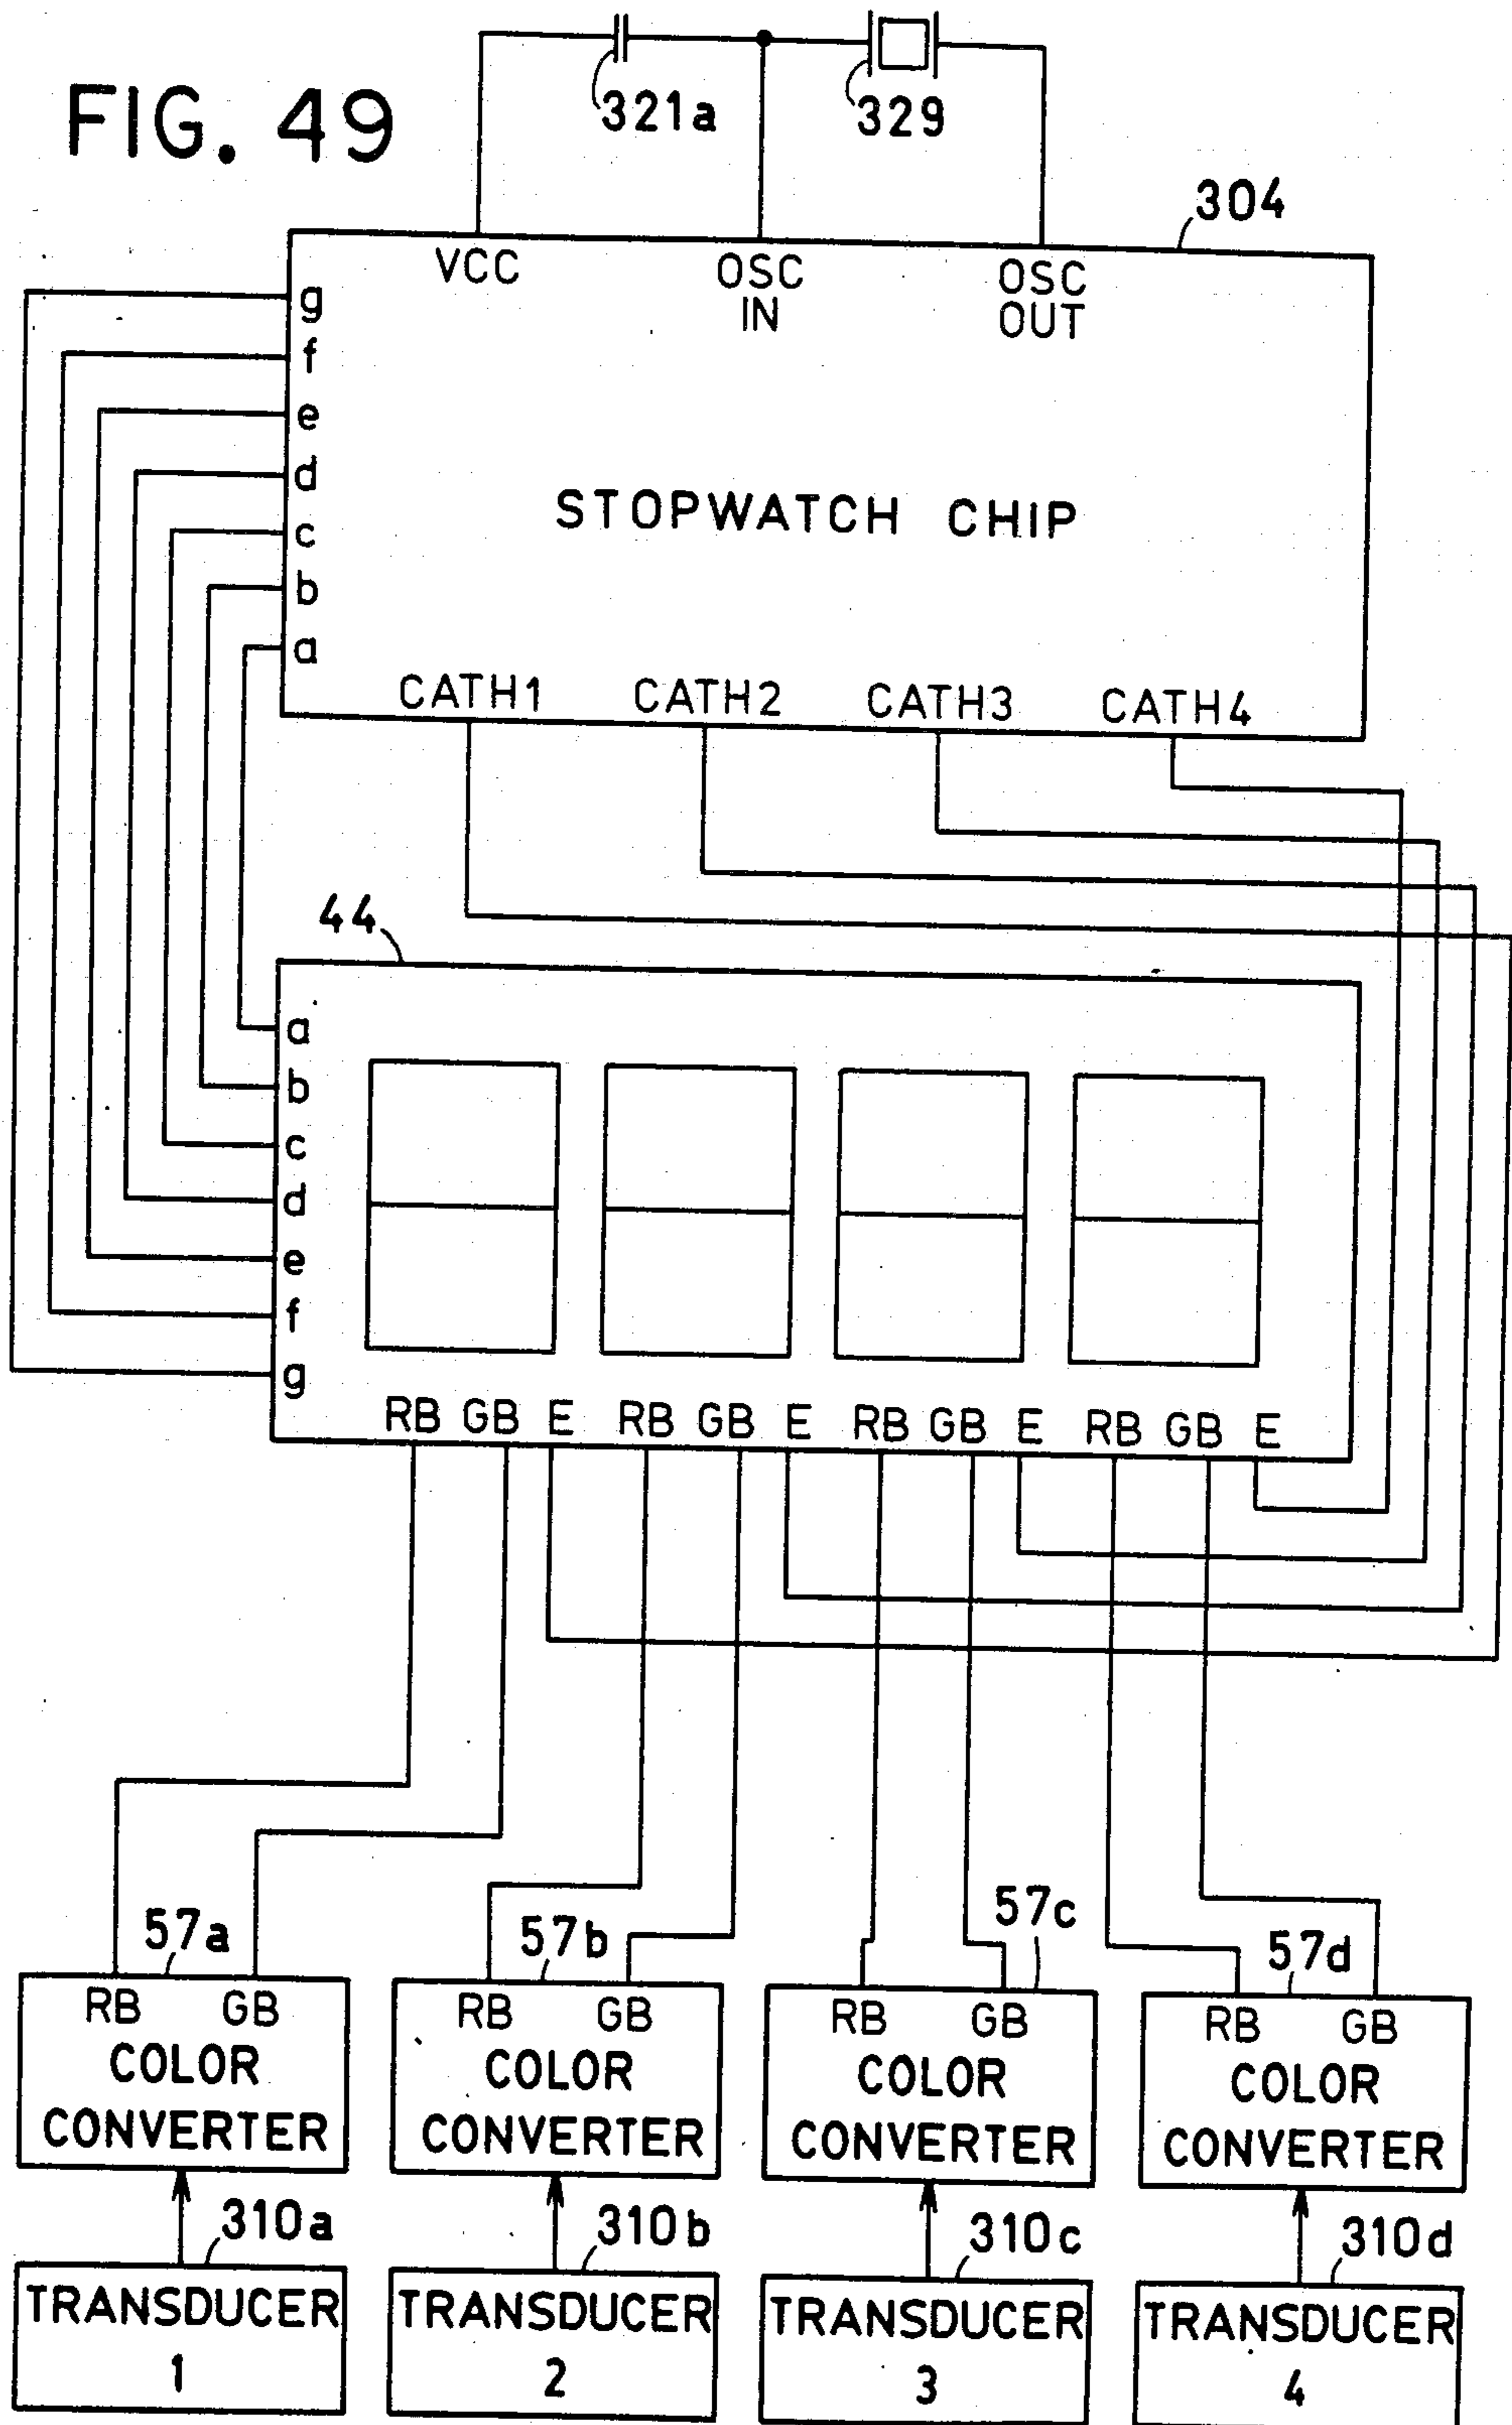 FIG. 49
321a
329
304
VCC
OSC
IN
OSC
OUT
g
f
e
d
c
b
a
STOPWATCH CHIP
CATH1 CATH2 CATH3 CATH4
44
a
b
c
d
e
f
g
RB GB E RB GB E RB GB E RB GB E
57a
57b
57c
57d
RB GB
COLOR
CONVERTER
RB GB
COLOR
CONVERTER
RB GB
COLOR
CONVERTER
RB GB
COLOR
CONVERTER
310a
310b
310c
310d
TRANSDUCER
1
TRANSDUCER
2
TRANSDUCER
3
TRANSDUCER
4